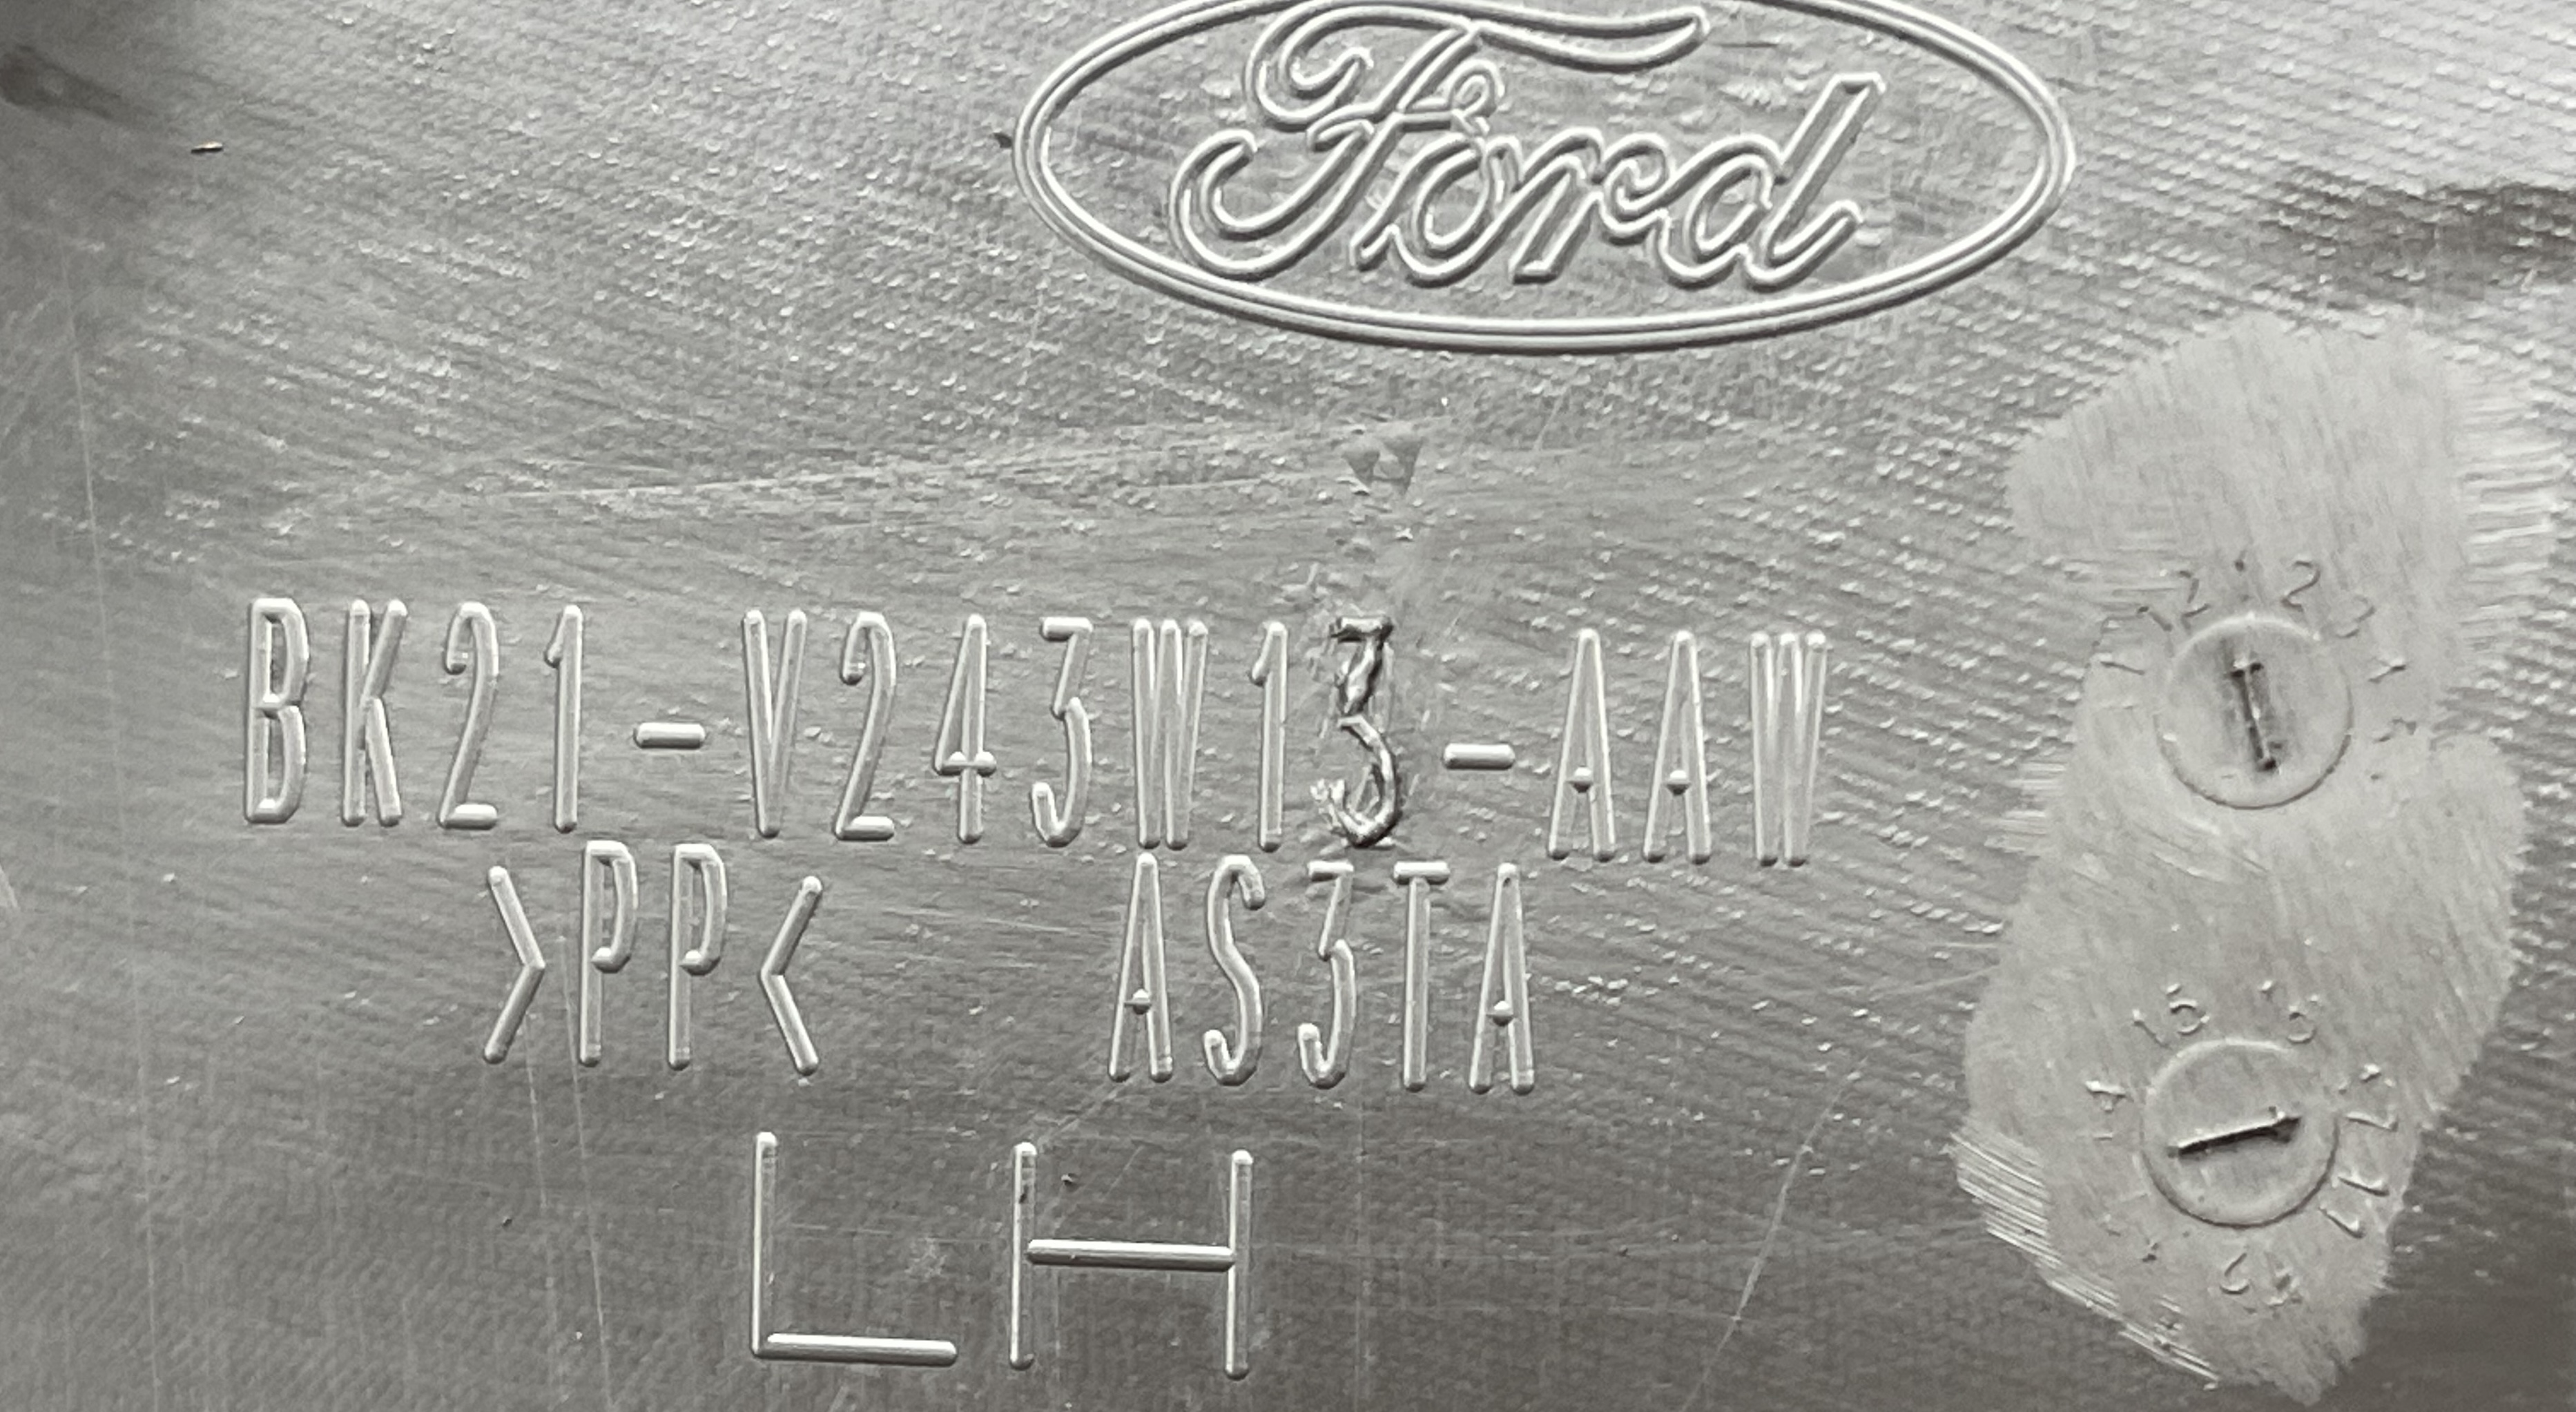 Ford
BK21-V243W13-AAW
>PP< AS3TA
LH